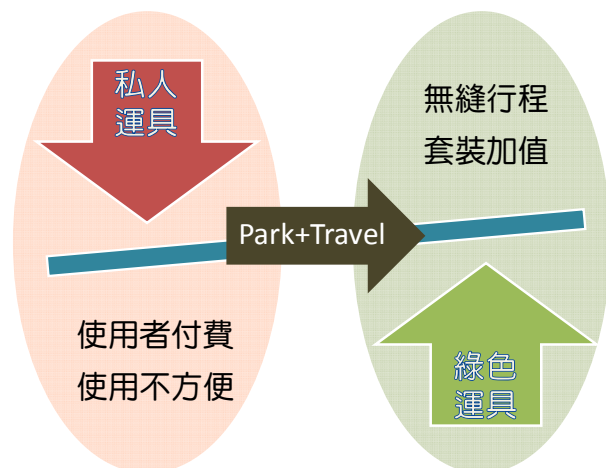 私人
運具
使用者付費
使用不方便
Park+Travel
無縫行程
套裝加值
綠色
運具